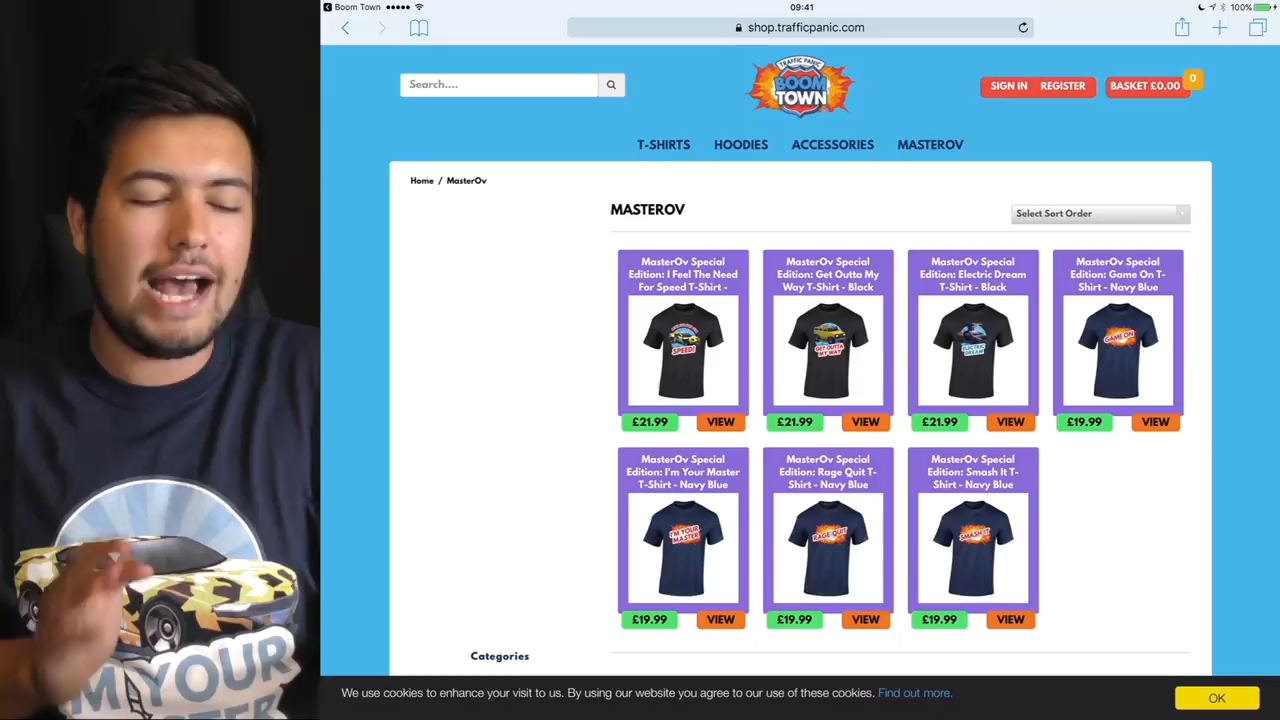 Boom Town
09:41
100%
shop.trafficpanic.com
Search....
TRAFFIC PANIC
BOOM
TOWN
SIGN IN
REGISTER
BASKET £0.00
0
T-SHIRTS
HOODIES
ACCESSORIES
MASTEROV
Home / MasterOv
MASTEROV
Select Sort Order
MasterOv Special
Edition: I Feel The Need
For Speed T-Shirt -
SPEED!
£21.99
VIEW
MasterOv Special
Edition: Get Outta My
Way T-Shirt - Black
GET OUTTA
MY WAY
£21.99
VIEW
MasterOv Special
Edition: Electric Dream
T-Shirt - Black
ELECTRIC
DREAM
£21.99
VIEW
MasterOv Special
Edition: Game On T-
Shirt - Navy Blue
GAME ON
£19.99
VIEW
MasterOv Special
Edition: I'm Your Master
T-Shirt - Navy Blue
I'M YOUR
MASTER
£19.99
VIEW
MasterOv Special
Edition: Rage Quit T-
Shirt - Navy Blue
RAGE QUIT
£19.99
VIEW
MasterOv Special
Edition: Smash It T-
Shirt - Navy Blue
SMASH IT
£19.99
VIEW
Categories
We use cookies to enhance your visit to us. By using our website you agree to our use of these cookies. Find out more.
OK
I'M YOUR